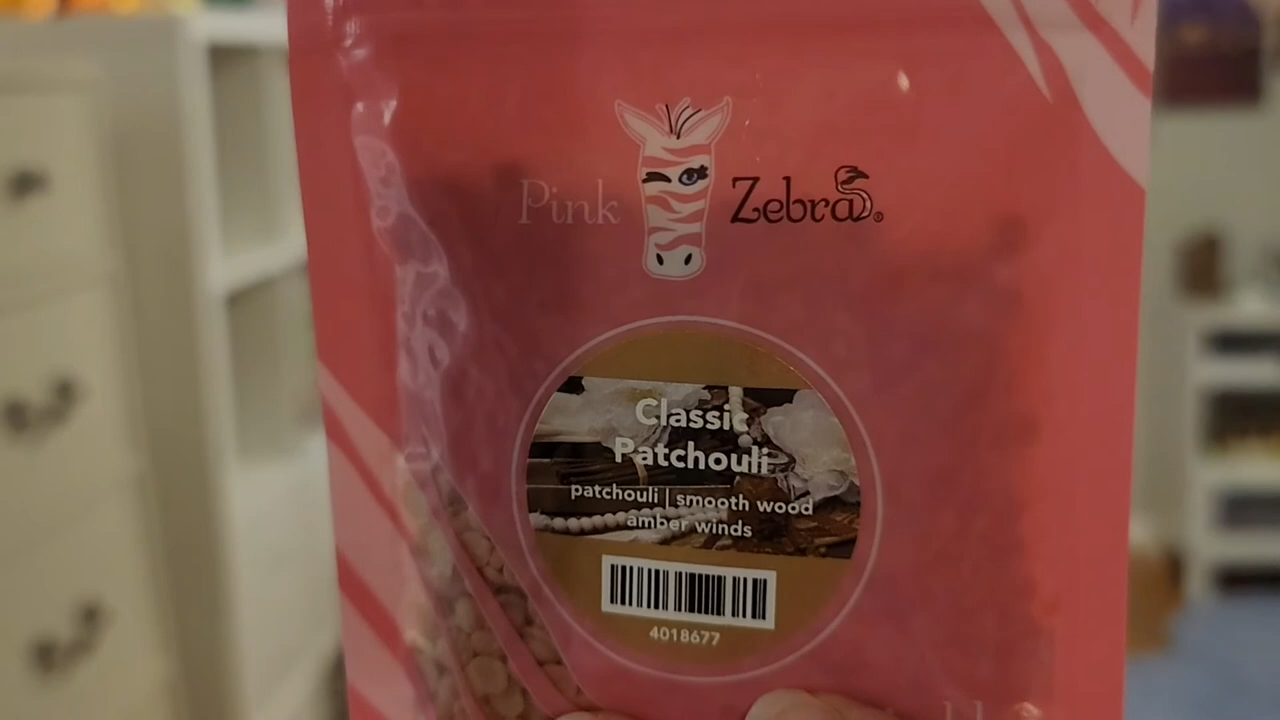 Pink Zebra®
Classic
Patchouli
patchouli | smooth wood
amber winds
4018677